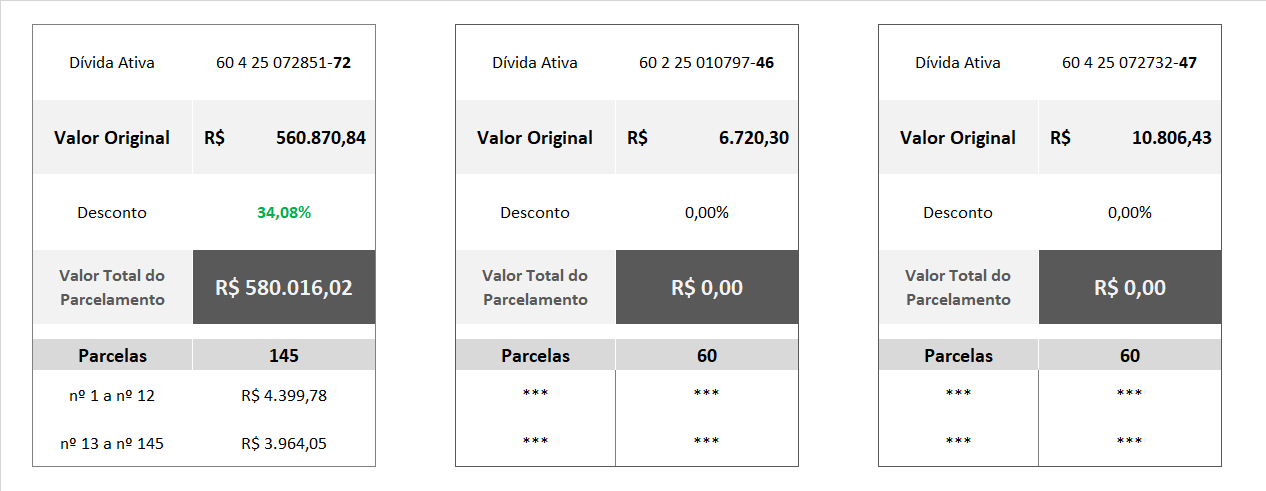 Dívida Ativa 60 4 25 072851-72
Valor Original R$ 560.870,84
Desconto 34,08%
Valor Total do
Parcelamento
R$ 580.016,02
Parcelas 145
nº 1 a nº 12 R$ 4.399,78
nº 13 a nº 145 R$ 3.964,05
Dívida Ativa 60 2 25 010797-46
Valor Original R$ 6.720,30
Desconto 0,00%
Valor Total do
Parcelamento
R$ 0,00
Parcelas 60
*** ***
*** ***
Dívida Ativa 60 4 25 072732-47
Valor Original R$ 10.806,43
Desconto 0,00%
Valor Total do
Parcelamento
R$ 0,00
Parcelas 60
*** ***
*** ***